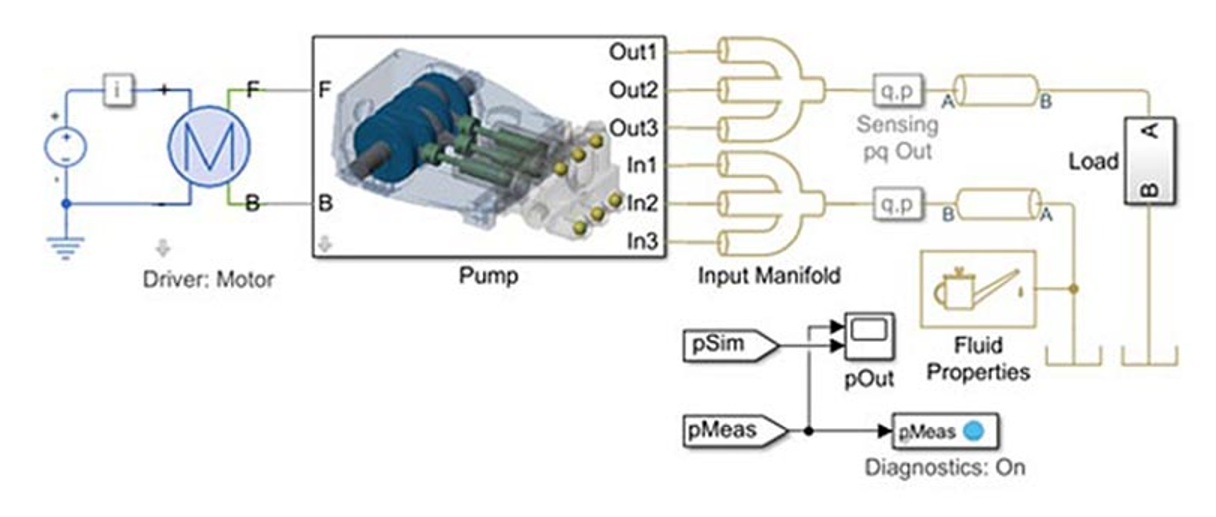 Out1
Out2
Out3
In1
In2
In3
F
F
B
B
i
+
+
-
-
M
Driver: Motor
Pump
Input Manifold
q.p
Sensing
pq Out
A
B
q.p
B
A
Load
A
B
Fluid
Properties
pSim
pOut
pMeas
pMeas
Diagnostics: On